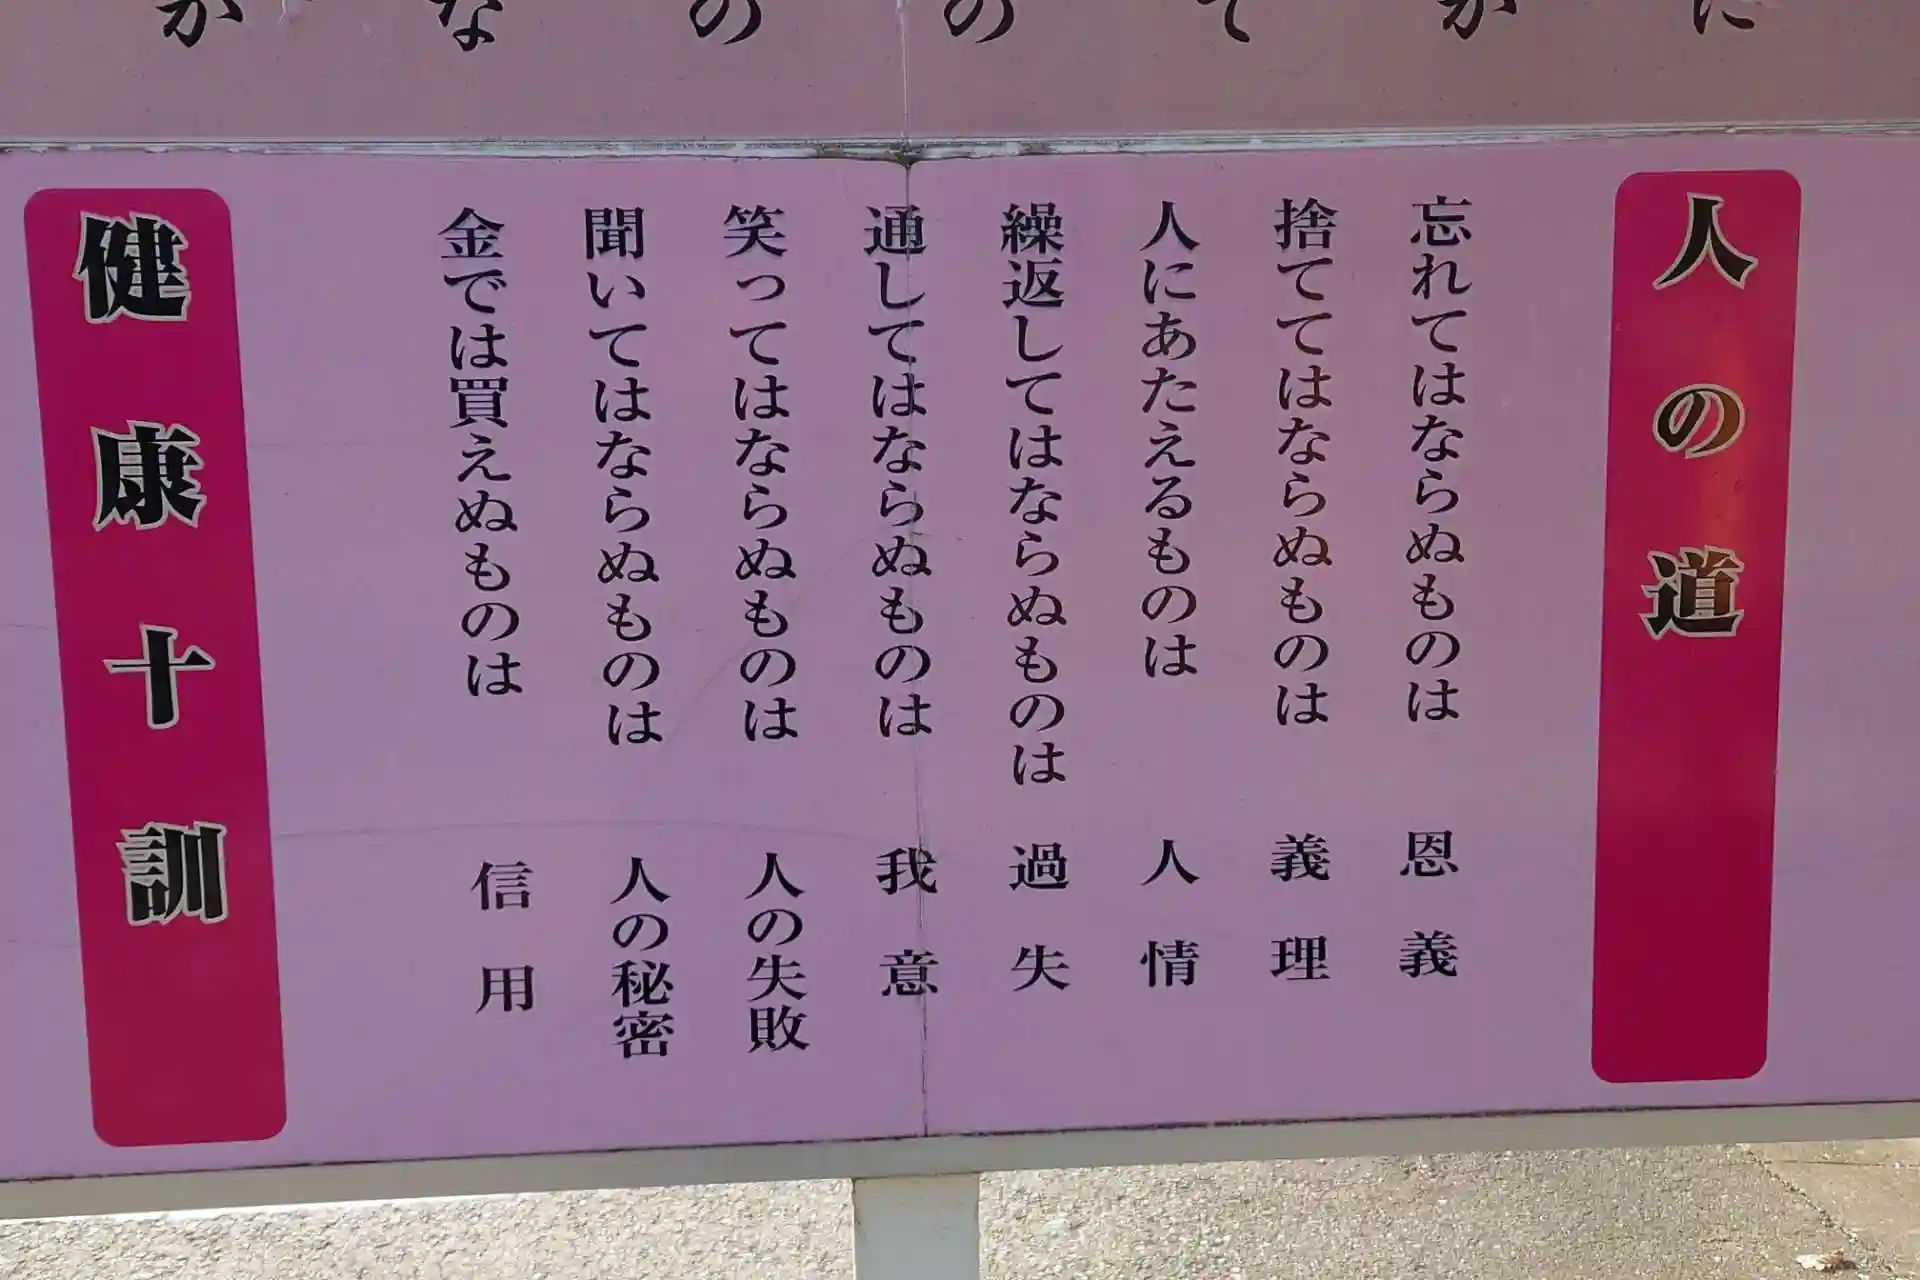 人の道
忘れてはならぬものは 恩義
捨ててはならぬものは 義理
人にあたえるものは 人情
繰返してはならぬものは 過失
通してはならぬものは 我意
笑ってはならぬものは 人の失敗
聞いてはならぬものは 人の秘密
金では買えぬものは 信用
健康十訓